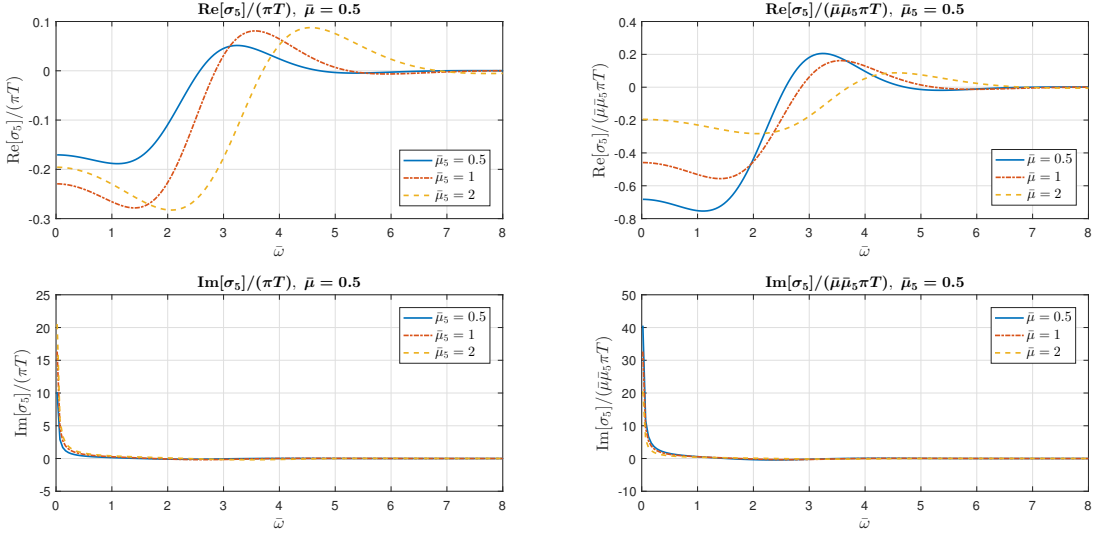 Re[σ₅]/(πT), μ̄ = 0.5
0.1
0
-0.1
-0.2
-0.3
Re[σ₅]/(πT)
μ̄₅ = 0.5
μ̄₅ = 1
μ̄₅ = 2
0 1 2 3 4 5 6 7 8
ω̄
Re[σ₅]/(μ̄μ̄₅πT), μ̄₅ = 0.5
0.4
0.2
0
-0.2
-0.4
-0.6
-0.8
Re[σ₅]/(μ̄μ̄₅πT)
μ̄ = 0.5
μ̄ = 1
μ̄ = 2
0 1 2 3 4 5 6 7 8
ω̄
Im[σ₅]/(πT), μ̄ = 0.5
25
20
15
10
5
0
-5
Im[σ₅]/(πT)
μ̄₅ = 0.5
μ̄₅ = 1
μ̄₅ = 2
0 1 2 3 4 5 6 7 8
ω̄
Im[σ₅]/(μ̄μ̄₅πT), μ̄₅ = 0.5
50
40
30
20
10
0
-10
Im[σ₅]/(μ̄μ̄₅πT)
μ̄ = 0.5
μ̄ = 1
μ̄ = 2
0 1 2 3 4 5 6 7 8
ω̄